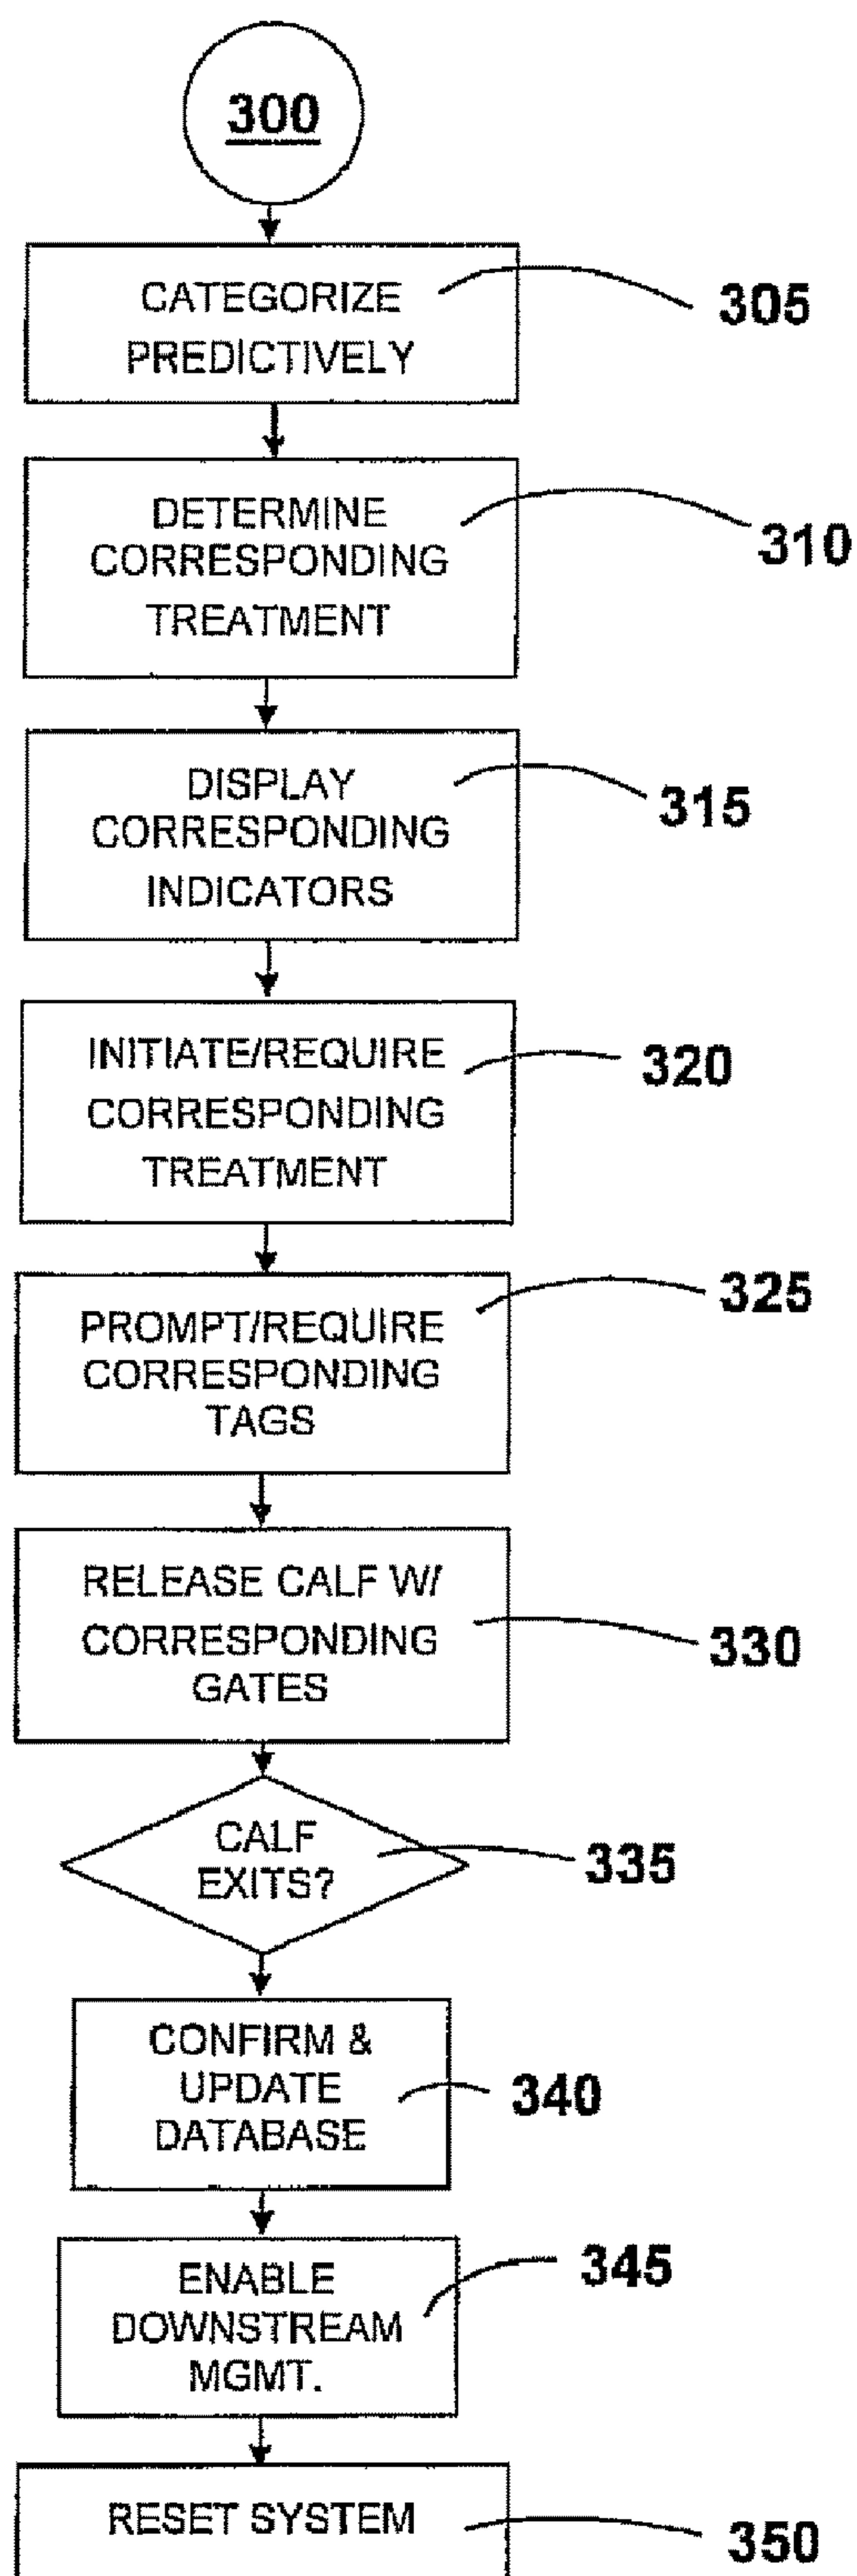 300
CATEGORIZE
PREDICTIVELY
305
DETERMINE
CORRESPONDING
TREATMENT
310
DISPLAY
CORRESPONDING
INDICATORS
315
INITIATE/REQUIRE
CORRESPONDING
TREATMENT
320
PROMPT/REQUIRE
CORRESPONDING
TAGS
325
RELEASE CALF W/
CORRESPONDING
GATES
330
CALF
EXITS?
335
CONFIRM &
UPDATE
DATABASE
340
ENABLE
DOWNSTREAM
MGMT.
345
RESET SYSTEM
350